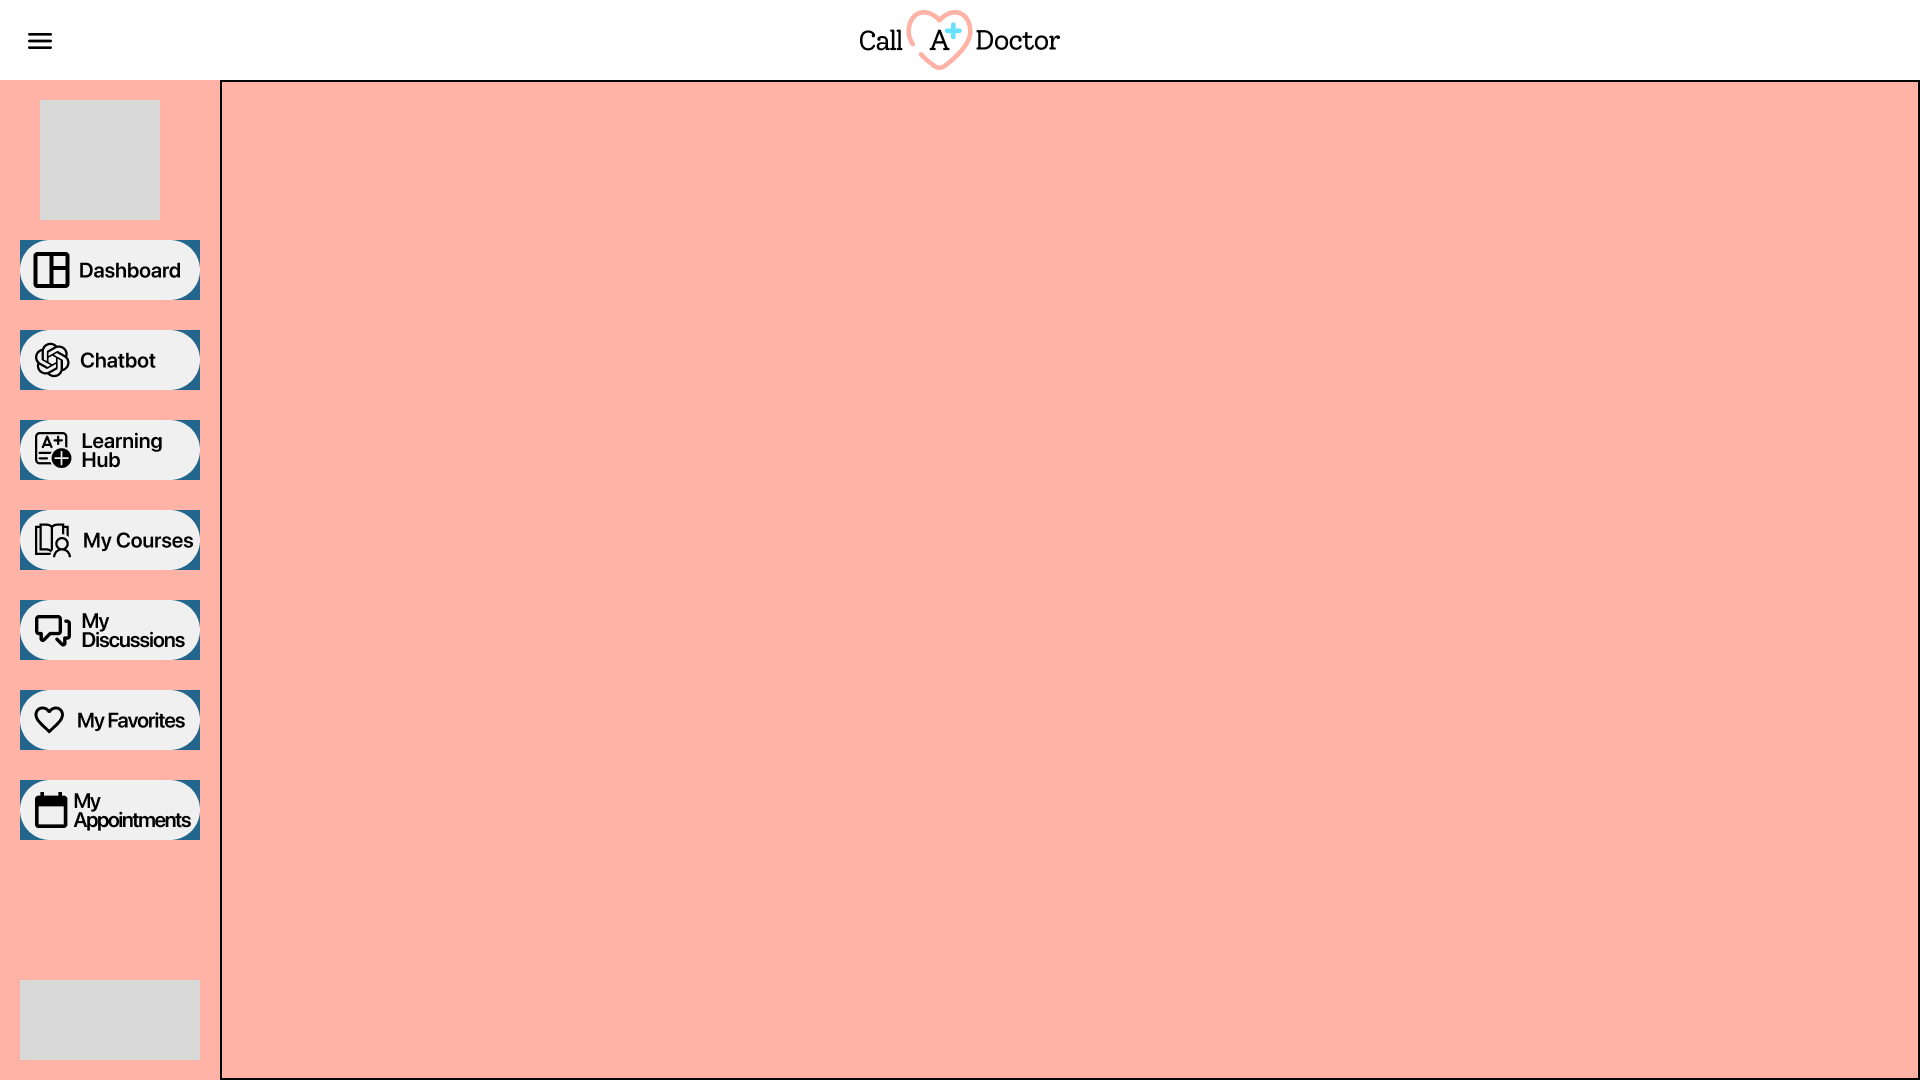 Call A+ Doctor
Dashboard
Chatbot
A+
Learning
Hub
My Courses
My
Discussions
My Favorites
My
Appointments